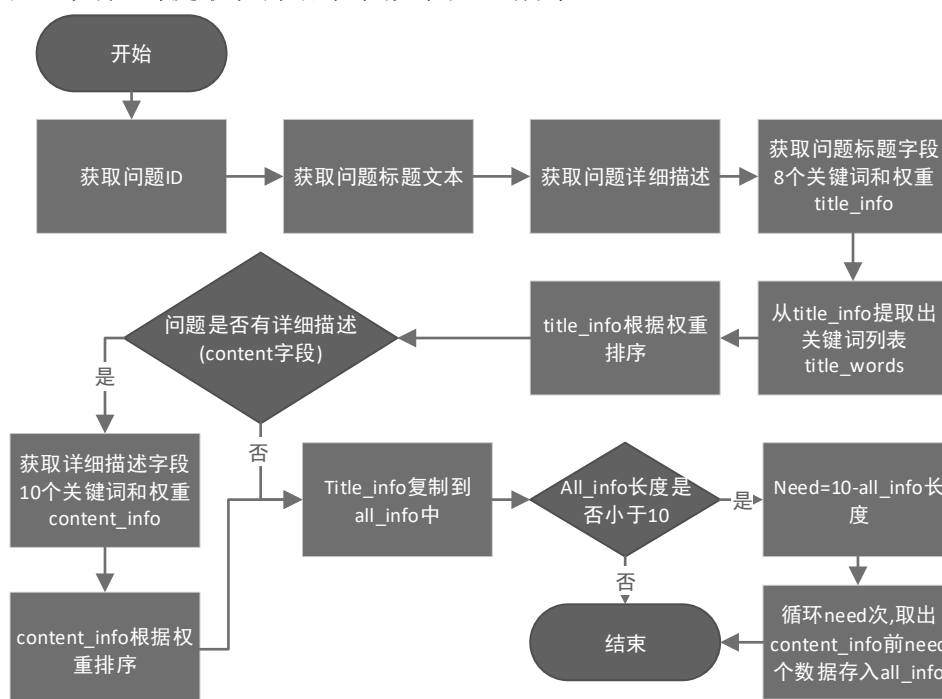 开始
获取问题ID
获取问题标题文本
获取问题详细描述
获取问题标题字段
8个关键词和权重
title_info
从title_info提取出
关键词列表
title_words
title_info根据权重
排序
问题是否有详细描述
(content字段)
是
否
获取详细描述字段
10个关键词和权重
content_info
content_info根据权
重排序
Title_info复制到
all_info中
All_info长度是
否小于10
是
否
Need=10-all_info长
度
循环need次,取出
content_info前need
个数据存入all_info
结束